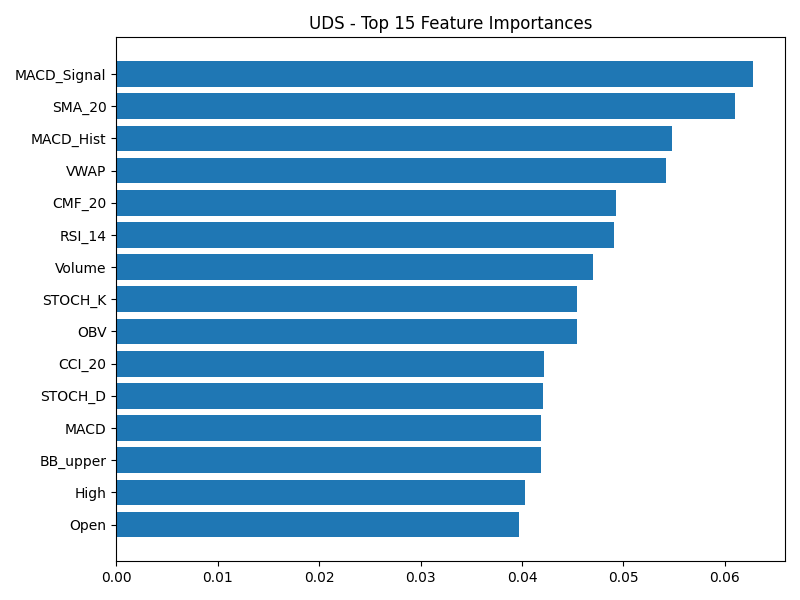 UDS - Top 15 Feature Importances
MACD_Signal
SMA_20
MACD_Hist
VWAP
CMF_20
RSI_14
Volume
STOCH_K
OBV
CCI_20
STOCH_D
MACD
BB_upper
High
Open
0.00 0.01 0.02 0.03 0.04 0.05 0.06